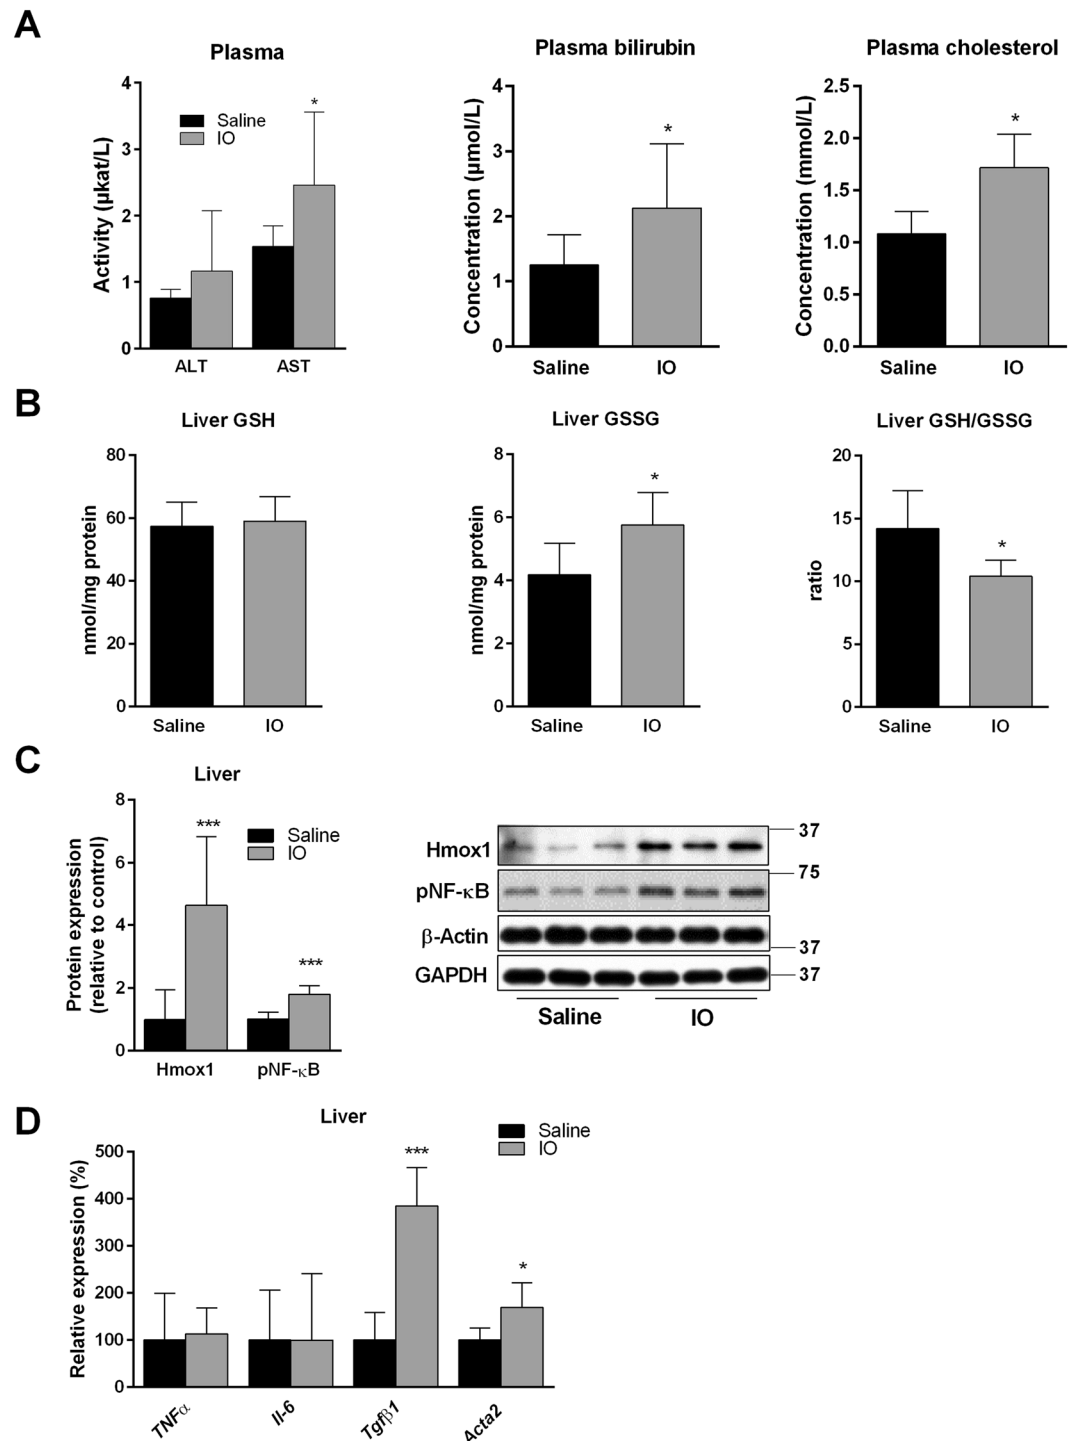 A
Plasma
Activity (µkat/L)
4
3
2
1
0
Saline
IO
*
ALT
AST
Plasma bilirubin
Concentration (µmol/L)
4
3
2
1
0
*
Saline
IO
Plasma cholesterol
Concentration (mmol/L)
2.5
2.0
1.5
1.0
0.5
0.0
*
Saline
IO
B
Liver GSH
nmol/mg protein
80
60
40
20
0
Saline
IO
Liver GSSG
nmol/mg protein
8
6
4
2
0
*
Saline
IO
Liver GSH/GSSG
ratio
20
15
10
5
0
*
Saline
IO
C
Liver
Protein expression
(relative to control)
8
6
4
2
0
***
***
Saline
IO
Hmox1
pNF-κB
Hmox1
37
pNF-κB
75
β-Actin
37
GAPDH
37
Saline
IO
D
Liver
Relative expression (%)
500
400
300
200
100
0
***
*
Saline
IO
TNFα
Il-6
Tgfβ1
Acta2